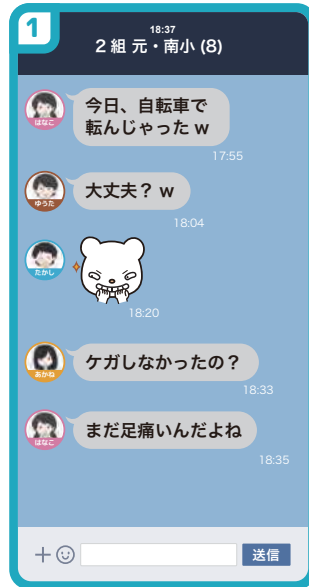 1
18:37
2組 元・南小 (8)
はなこ
今日、自転車で
転んじゃった w
17:55
ゆうた
大丈夫？ w
18:04
たかし
18:20
あかね
ケガしなかったの？
18:33
はなこ
まだ足痛いんだよね
18:35
送信